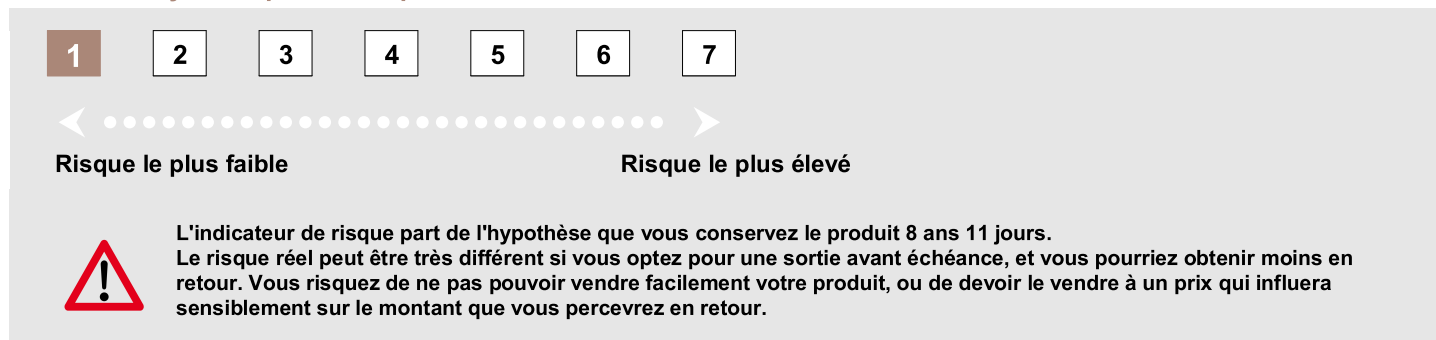 1 2 3 4 5 6 7
Risque le plus faible Risque le plus élevé
L'indicateur de risque part de l'hypothèse que vous conservez le produit 8 ans 11 jours.
Le risque réel peut être très différent si vous optez pour une sortie avant échéance, et vous pourriez obtenir moins en
retour. Vous risquez de ne pas pouvoir vendre facilement votre produit, ou de devoir le vendre à un prix qui influera
sensiblement sur le montant que vous percevrez en retour.